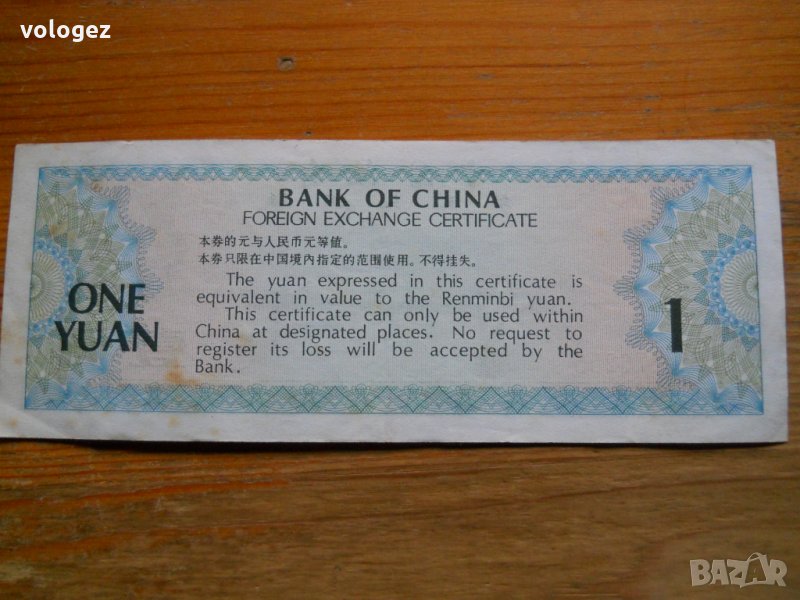 vologez
BANK OF CHINA
FOREIGN EXCHANGE CERTIFICATE
本券的元与人民币元等值。
本券只限在中国境内指定的范围使用。不得挂失。
The yuan expressed in this certificate is
equivalent in value to the Renminbi yuan.
This certificate can only be used within
China at designated places. No request to
register its loss will be accepted by the
Bank.
ONE
YUAN
1
BAZAR